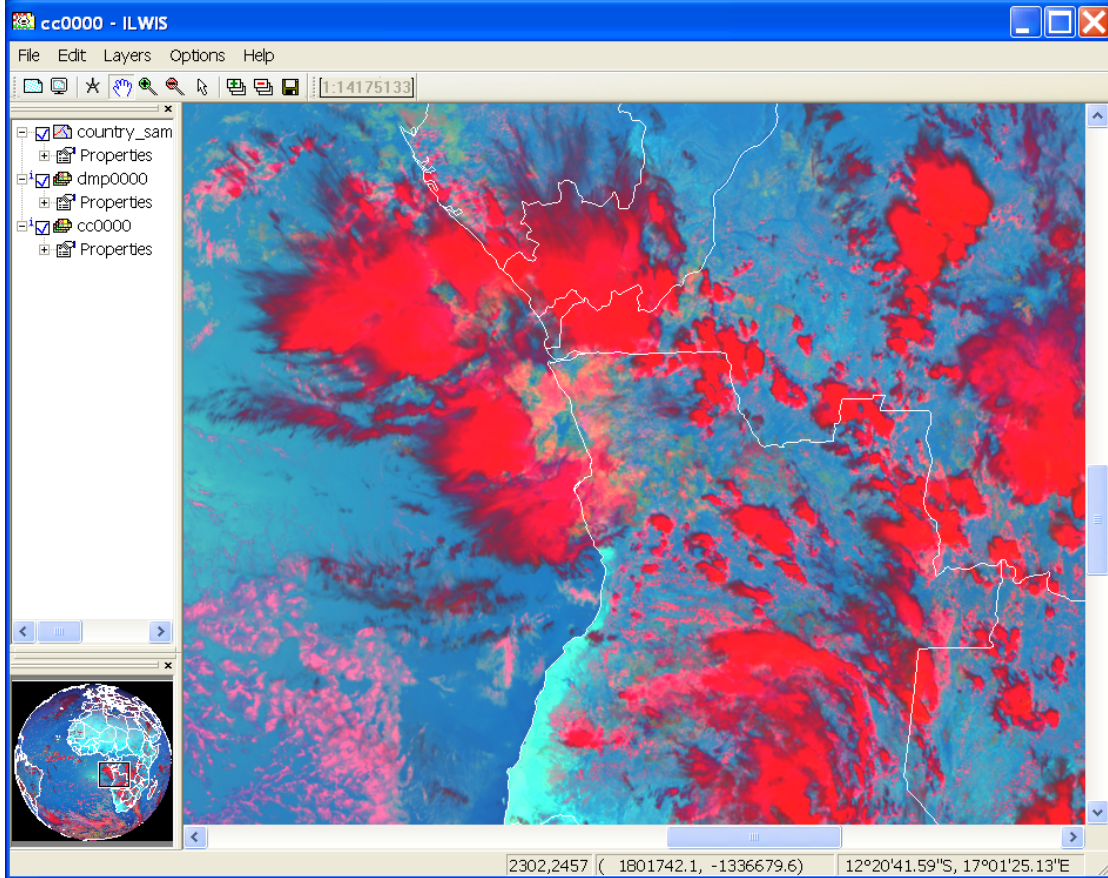 cc0000 - ILWIS
File Edit Layers Options Help
1:14175133
country_sam
Properties
dmp0000
Properties
cc0000
Properties
2302,2457 ( 1801742.1, -1336679.6) 12°20'41.59"S, 17°01'25.13"E